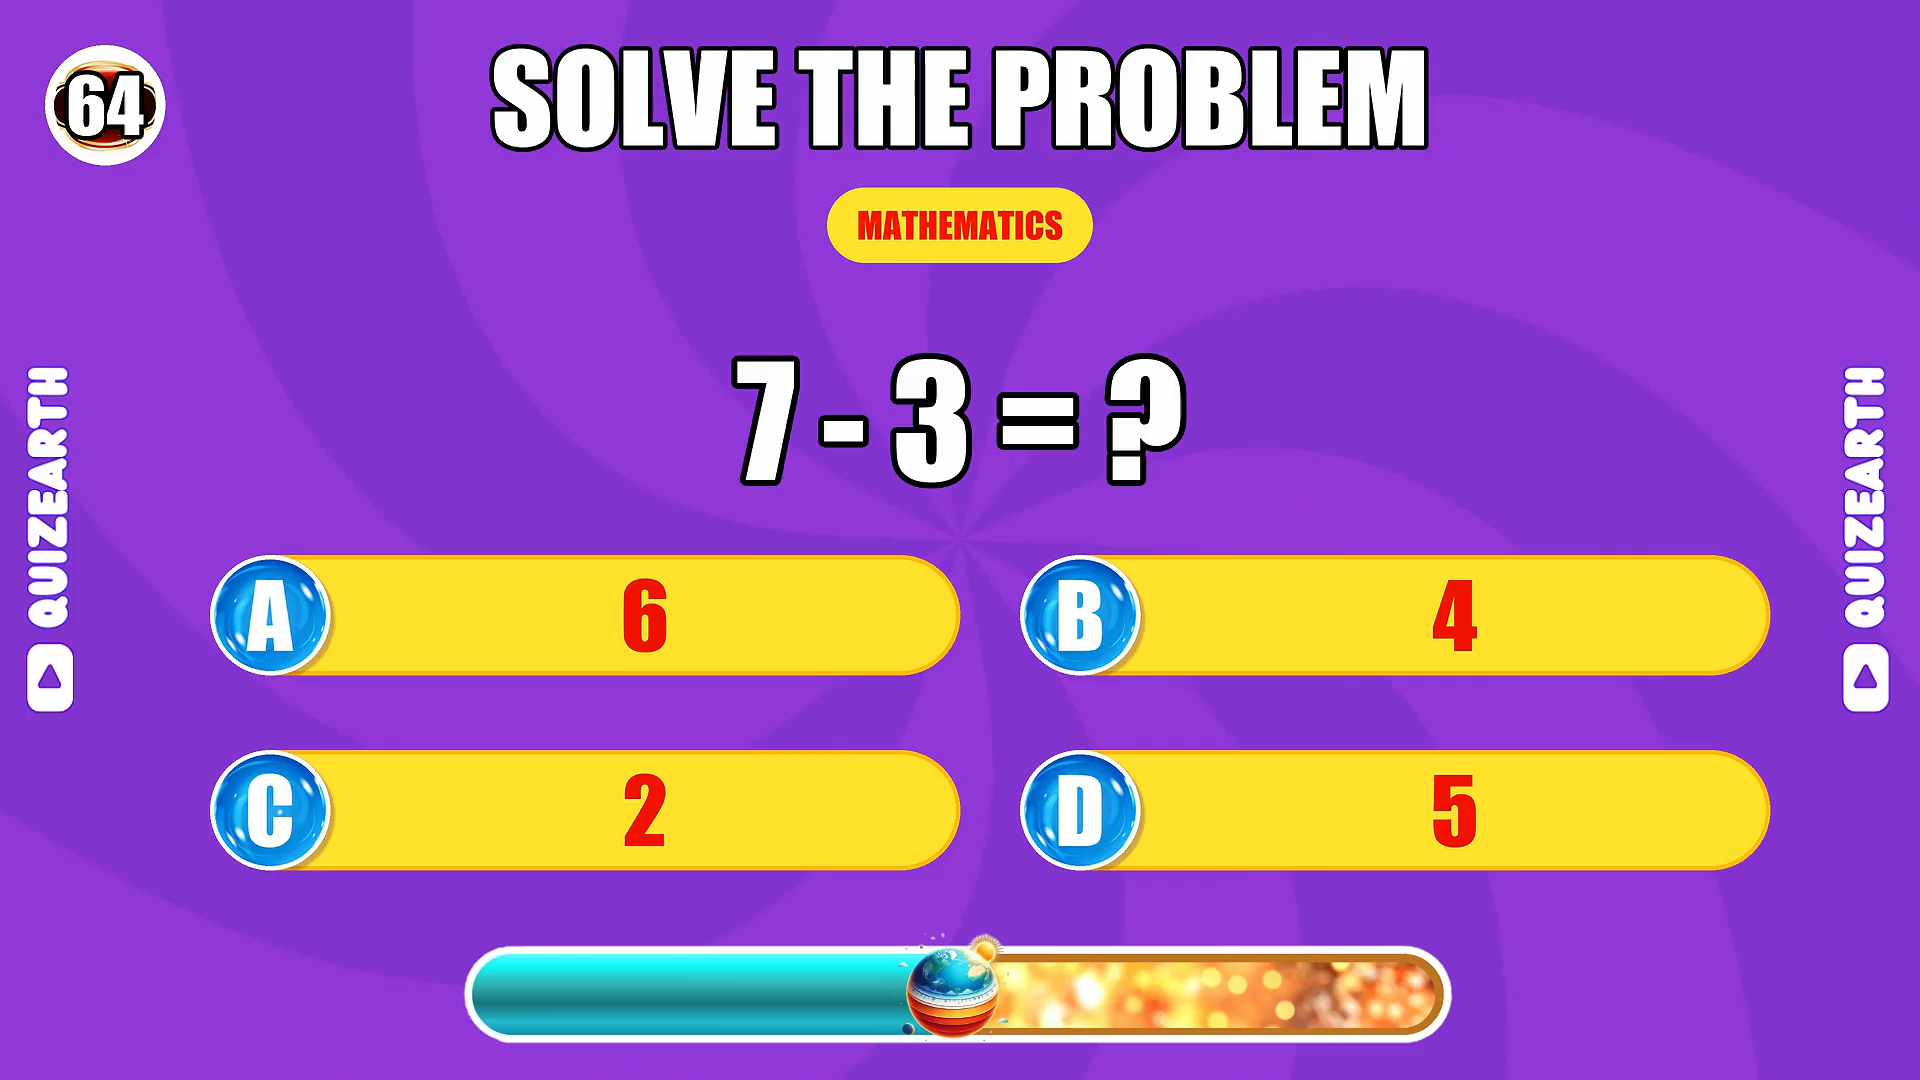 64
SOLVE THE PROBLEM
MATHEMATICS
7 - 3 = ?
A 6
B 4
C 2
D 5
QUIZEARTH
QUIZEARTH